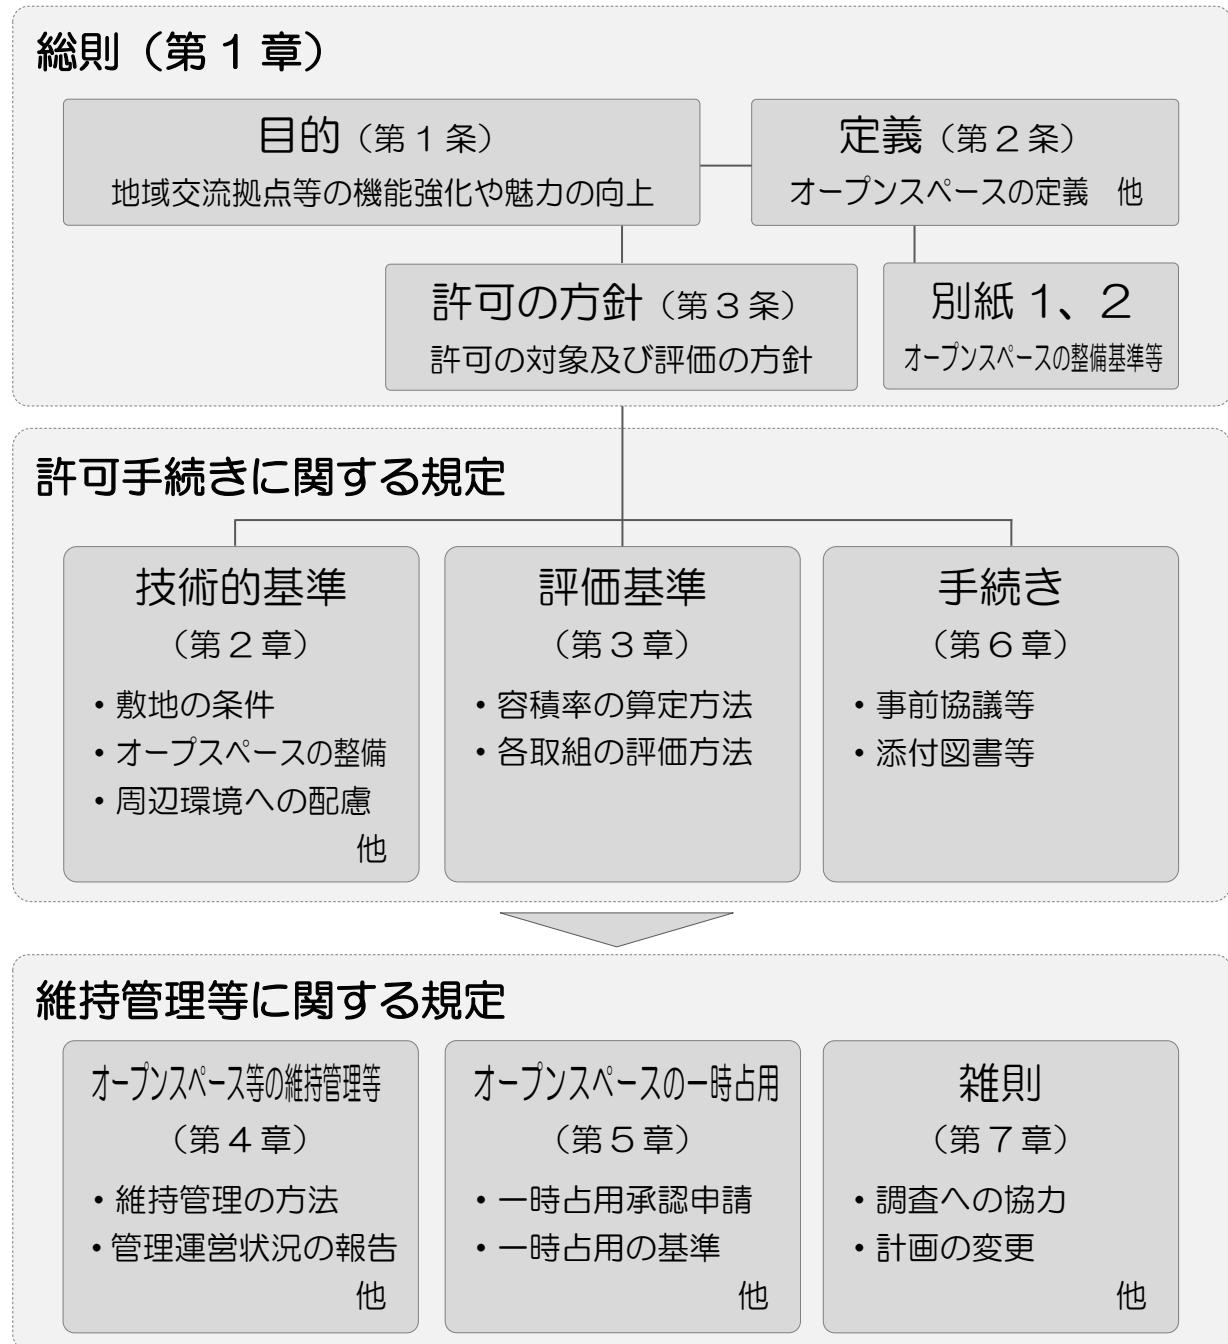 総則（第１章）
目的（第１条）
地域交流拠点等の機能強化や魅力の向上
定義（第２条）
オープンスペースの定義　他
許可の方針（第３条）
許可の対象及び評価の方針
別紙１、２
オープンスペースの整備基準等
許可手続きに関する規定
技術的基準
（第２章）
・敷地の条件
・オープスペースの整備
・周辺環境への配慮
他
評価基準
（第３章）
・容積率の算定方法
・各取組の評価方法
手続き
（第６章）
・事前協議等
・添付図書等
維持管理等に関する規定
オープンスペース等の維持管理等
（第４章）
・維持管理の方法
・管理運営状況の報告
他
オープンスペースの一時占用
（第５章）
・一時占用承認申請
・一時占用の基準
他
雑則
（第７章）
・調査への協力
・計画の変更
他